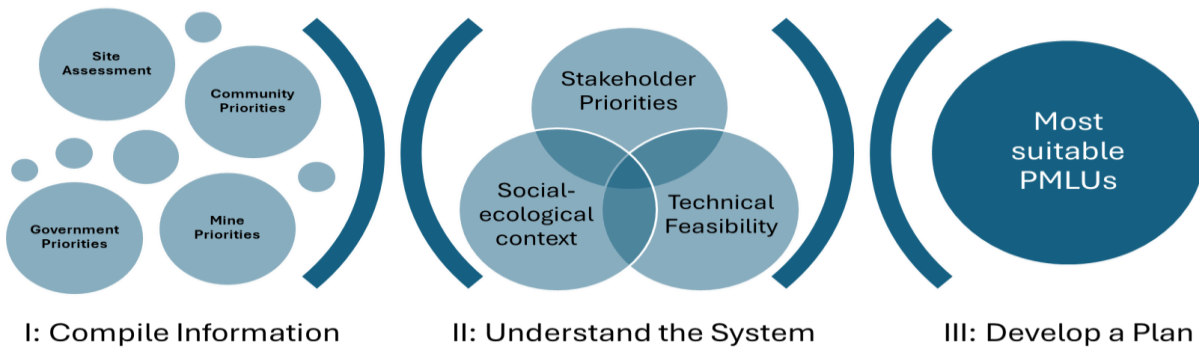 Site
Assessment
Community
Priorities
Government
Priorities
Mine
Priorities
I: Compile Information
Stakeholder
Priorities
Social-
ecological
context
Technical
Feasibility
II: Understand the System
Most
suitable
PMLUs
III: Develop a Plan